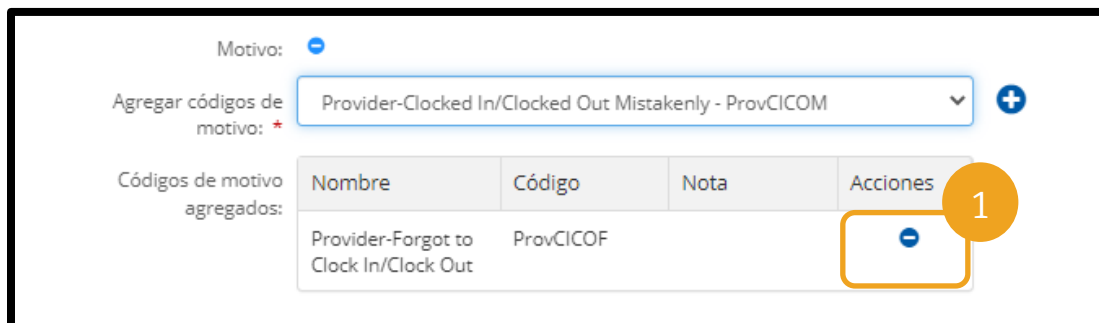 Motivo:
Agregar códigos de
motivo: *
Provider-Clocked In/Clocked Out Mistakenly - ProvCICOM
Códigos de motivo
agregados:
Nombre Código Nota Acciones
1
Provider-Forgot to ProvCICOF
Clock In/Clock Out